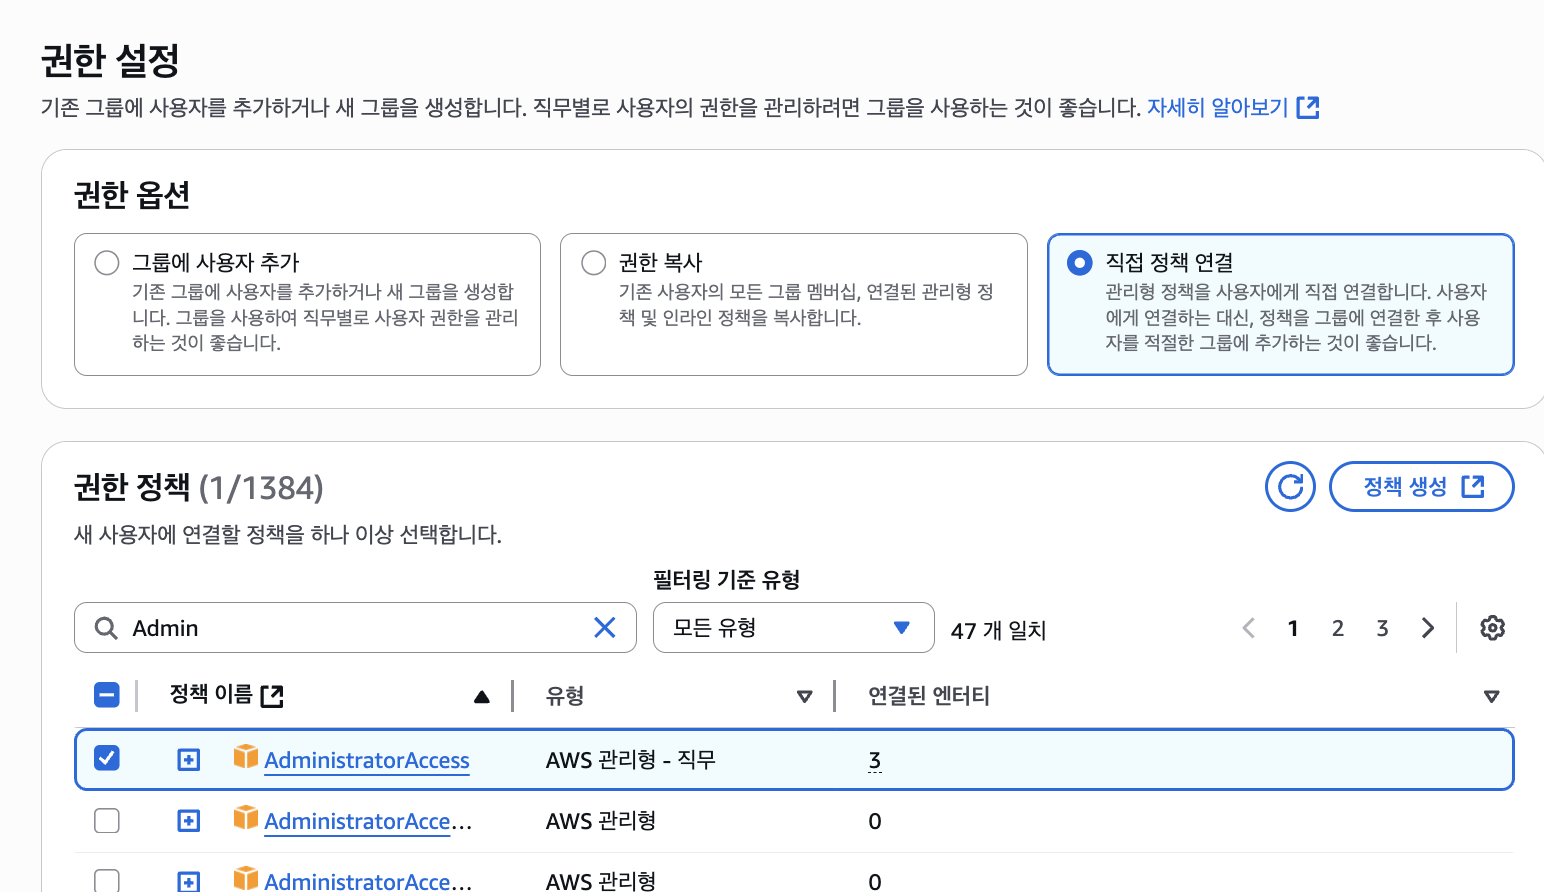 권한 설정
기존 그룹에 사용자를 추가하거나 새 그룹을 생성합니다. 직무별로 사용자의 권한을 관리하려면 그룹을 사용하는 것이 좋습니다. 자세히 알아보기
권한 옵션
그룹에 사용자 추가
기존 그룹에 사용자를 추가하거나 새 그룹을 생성합
니다. 그룹을 사용하여 직무별로 사용자 권한을 관리
하는 것이 좋습니다.
권한 복사
기존 사용자의 모든 그룹 멤버십, 연결된 관리형 정
책 및 인라인 정책을 복사합니다.
직접 정책 연결
관리형 정책을 사용자에게 직접 연결합니다. 사용자
에게 연결하는 대신, 정책을 그룹에 연결한 후 사용
자를 적절한 그룹에 추가하는 것이 좋습니다.
권한 정책 (1/1384)
정책 생성
새 사용자에 연결할 정책을 하나 이상 선택합니다.
필터링 기준 유형
Admin
모든 유형
47 개 일치
1 2 3
정책 이름 유형 연결된 엔터티
AdministratorAccess AWS 관리형 - 직무 3
AdministratorAcce... AWS 관리형 0
AdministratorAcce... AWS 관리형 0